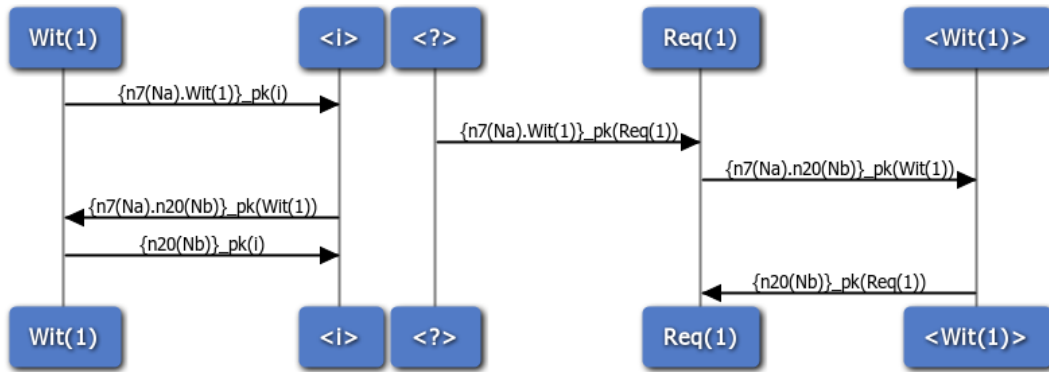 Wit(1) <i> <?> Req(1) <Wit(1)>
{n7(Na).Wit(1)}_pk(i)
{n7(Na).Wit(1)}_pk(Req(1))
{n7(Na).n20(Nb)}_pk(Wit(1))
{n7(Na).n20(Nb)}_pk(Wit(1))
{n20(Nb)}_pk(i)
{n20(Nb)}_pk(Req(1))
Wit(1) <i> <?> Req(1) <Wit(1)>